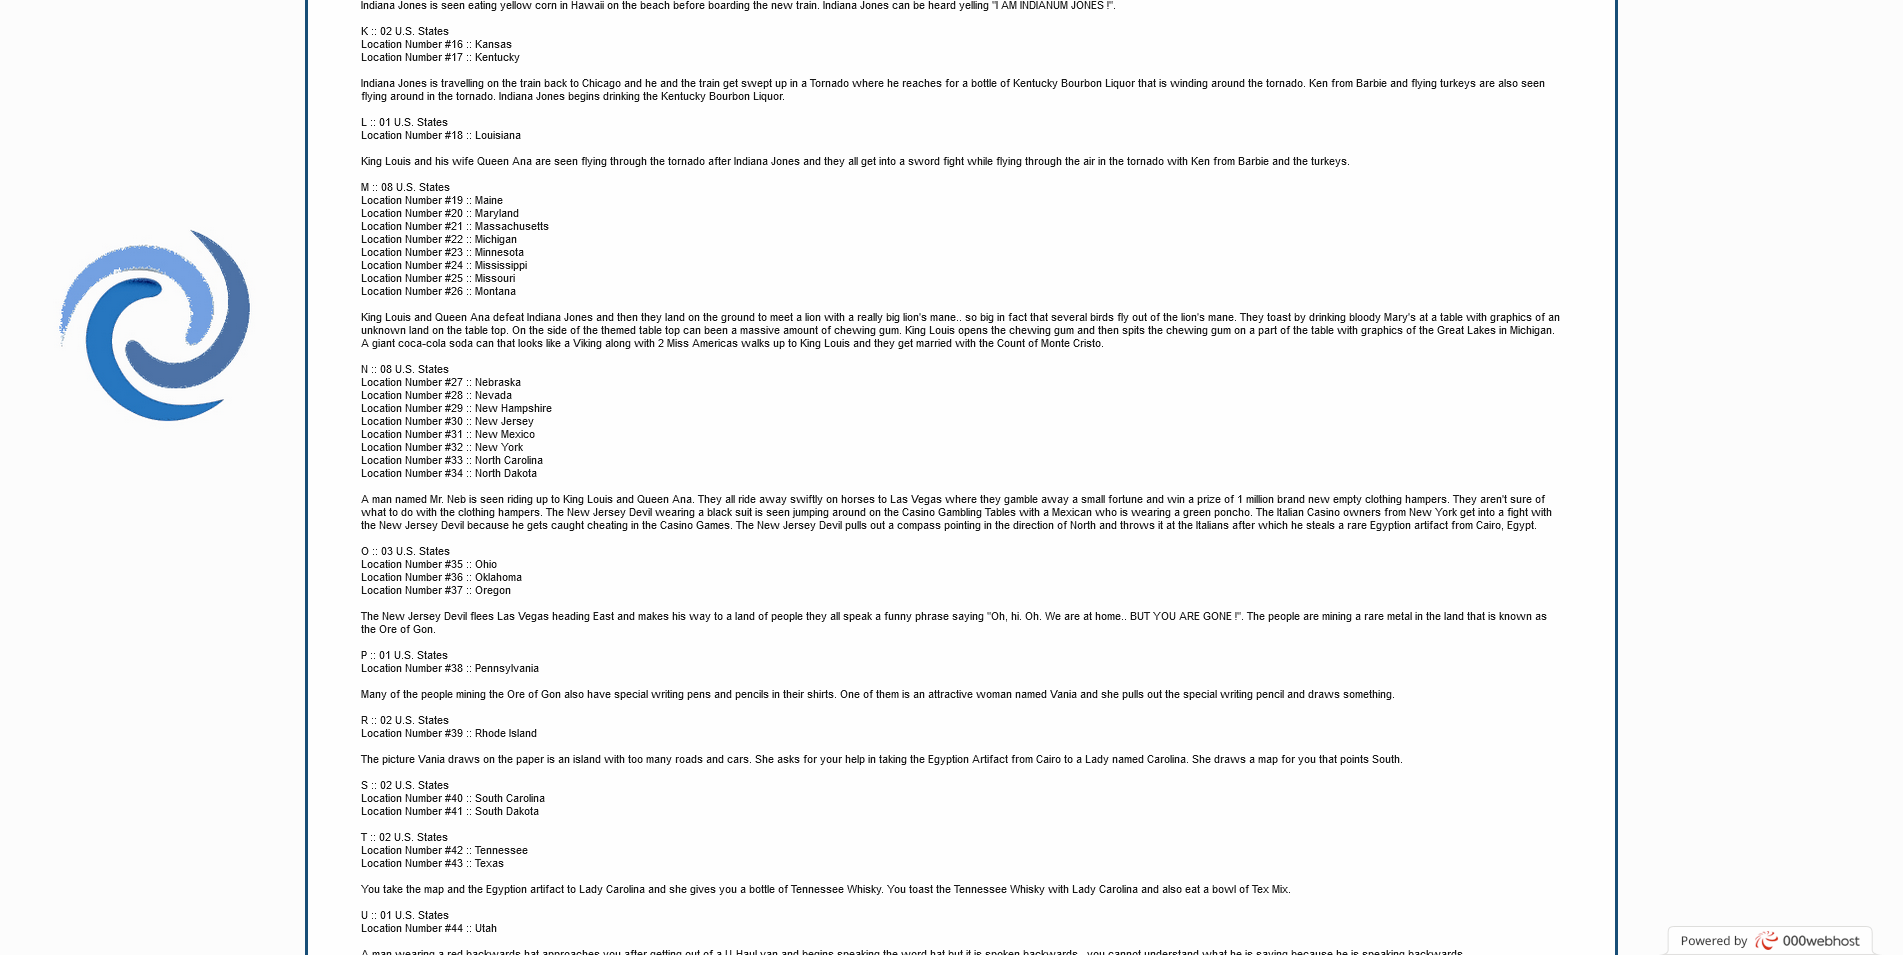 Indiana Jones is seen eating yellow corn in Hawaii on the beach before boarding the new train. Indiana Jones can be heard yelling "I AM INDIANUM JONES !".
K :: 02 U.S. States
Location Number #16 :: Kansas
Location Number #17 :: Kentucky
Indiana Jones is travelling on the train back to Chicago and he and the train get swept up in a Tornado where he reaches for a bottle of Kentucky Bourbon Liquor that is winding around the tornado. Ken from Barbie and flying turkeys are also seen
flying around in the tornado. Indiana Jones begins drinking the Kentucky Bourbon Liquor.
L :: 01 U.S. States
Location Number #18 :: Louisiana
King Louis and his wife Queen Ana are seen flying through the tornado after Indiana Jones and they all get into a sword fight while flying through the air in the tornado with Ken from Barbie and the turkeys.
M :: 08 U.S. States
Location Number #19 :: Maine
Location Number #20 :: Maryland
Location Number #21 :: Massachusetts
Location Number #22 :: Michigan
Location Number #23 :: Minnesota
Location Number #24 :: Mississippi
Location Number #25 :: Missouri
Location Number #26 :: Montana
King Louis and Queen Ana defeat Indiana Jones and then they land on the ground to meet a lion with a really big lion's mane.. so big in fact that several birds fly out of the lion's mane. They toast by drinking bloody Mary's at a table with graphics of an
unknown land on the table top. On the side of the themed table top can been a massive amount of chewing gum. King Louis opens the chewing gum and then spits the chewing gum on a part of the table with graphics of the Great Lakes in Michigan.
A giant coca-cola soda can that looks like a Viking along with 2 Miss Americas walks up to King Louis and they get married with the Count of Monte Cristo.
N :: 08 U.S. States
Location Number #27 :: Nebraska
Location Number #28 :: Nevada
Location Number #29 :: New Hampshire
Location Number #30 :: New Jersey
Location Number #31 :: New Mexico
Location Number #32 :: New York
Location Number #33 :: North Carolina
Location Number #34 :: North Dakota
A man named Mr. Neb is seen riding up to King Louis and Queen Ana. They all ride away swiftly on horses to Las Vegas where they gamble away a small fortune and win a prize of 1 million brand new empty clothing hampers. They aren't sure of
what to do with the clothing hampers. The New Jersey Devil wearing a black suit is seen jumping around on the Casino Gambling Tables with a Mexican who is wearing a green poncho. The Italian Casino owners from New York get into a fight with
the New Jersey Devil because he gets caught cheating in the Casino Games. The New Jersey Devil pulls out a compass pointing in the direction of North and throws it at the Italians after which he steals a rare Egyption artifact from Cairo, Egypt.
O :: 03 U.S. States
Location Number #35 :: Ohio
Location Number #36 :: Oklahoma
Location Number #37 :: Oregon
The New Jersey Devil flees Las Vegas heading East and makes his way to a land of people they all speak a funny phrase saying "Oh, hi. Oh. We are at home.. BUT YOU ARE GONE !". The people are mining a rare metal in the land that is known as
the Ore of Gon.
P :: 01 U.S. States
Location Number #38 :: Pennsylvania
Many of the people mining the Ore of Gon also have special writing pens and pencils in their shirts. One of them is an attractive woman named Vania and she pulls out the special writing pencil and draws something.
R :: 02 U.S. States
Location Number #39 :: Rhode Island
The picture Vania draws on the paper is an island with too many roads and cars. She asks for your help in taking the Egyption Artifact from Cairo to a Lady named Carolina. She draws a map for you that points South.
S :: 02 U.S. States
Location Number #40 :: South Carolina
Location Number #41 :: South Dakota
T :: 02 U.S. States
Location Number #42 :: Tennessee
Location Number #43 :: Texas
You take the map and the Egyption artifact to Lady Carolina and she gives you a bottle of Tennessee Whisky. You toast the Tennessee Whisky with Lady Carolina and also eat a bowl of Tex Mix.
U :: 01 U.S. States
Location Number #44 :: Utah
A man wearing a red backwards hat approaches you after getting out of a U-Haul van and begins speaking the word hat but it is spoken backwards.. you cannot understand what he is saying because he is speaking backwards.
Powered by 000webhost